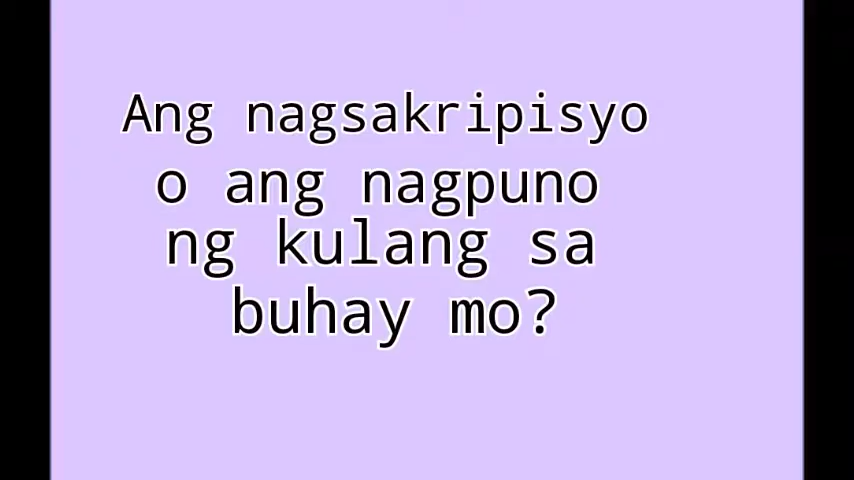 Ang nagsakripisyo
o ang nagpuno
ng kulang sa
buhay mo?